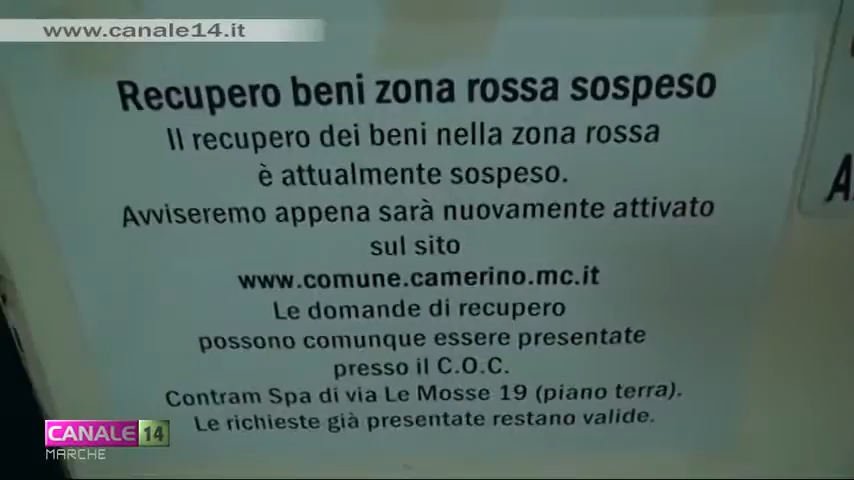 www.canale14.it
Recupero beni zona rossa sospeso
Il recupero dei beni nella zona rossa
è attualmente sospeso.
Avviseremo appena sarà nuovamente attivato
sul sito
www.comune.camerino.mc.it
Le domande di recupero
possono comunque essere presentate
presso il C.O.C.
Contram Spa di via Le Mosse 19 (piano terra).
Le richieste già presentate restano valide.
CANALE 14
MARCHE